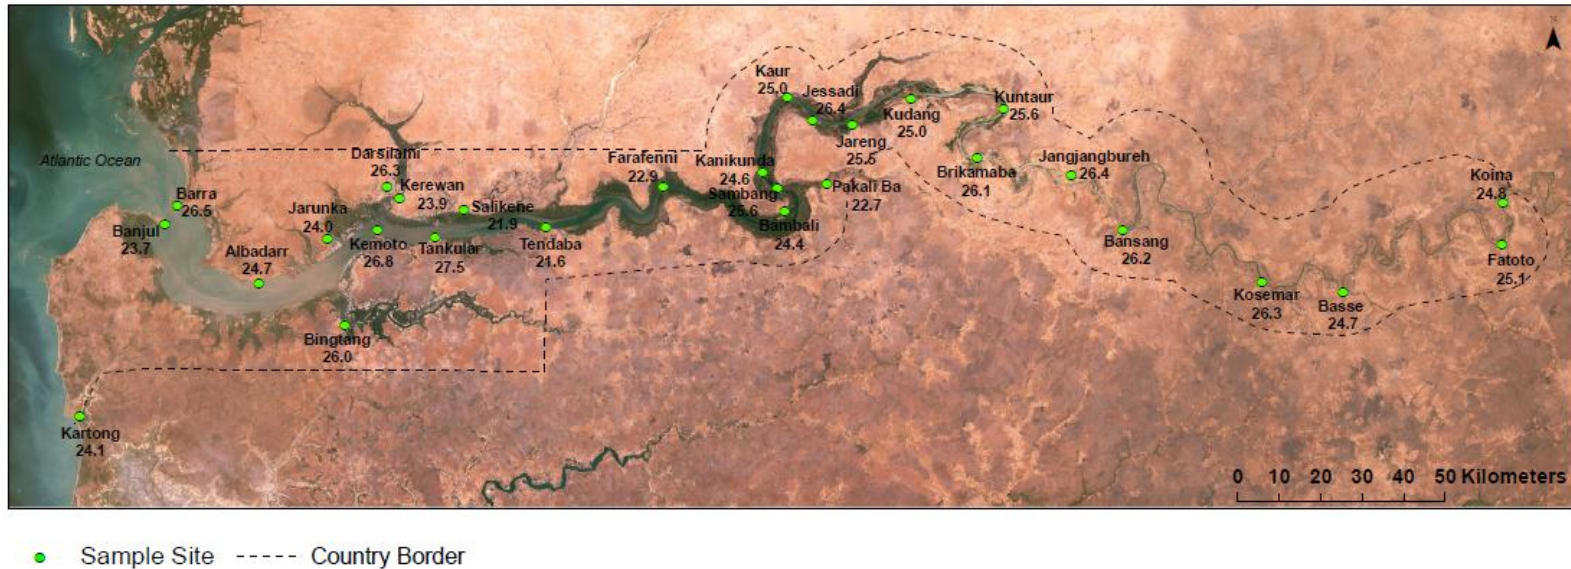 Atlantic Ocean
Barra
26.5
Banjul
23.7
Albadarr
24.7
Kartong
24.1
Jarunka
24.0
Darsilami
26.3
Kerewan
23.9
Kemoto
26.8
Bingtang
26.0
Tankular
27.5
Salikene
21.9
Tendaba
21.6
Farafenni
22.9
Kanikunda
24.6
Sambang
25.6
Bambali
24.4
Pakali Ba
22.7
Kaur
25.0
Jessadi
26.4
Jareng
25.5
Kudang
25.0
Kuntaur
25.6
Brikamaba
26.1
Jangjangbureh
26.4
Bansang
26.2
Kosemar
26.3
Basse
24.7
Koina
24.8
Fatoto
25.1
0 10 20 30 40 50 Kilometers
Sample Site
Country Border